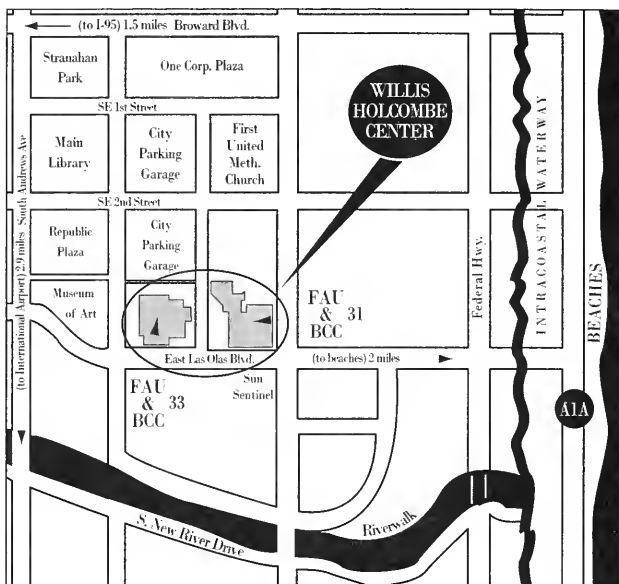 (to I-95) 1.5 miles Broward Blvd.
Stranahan
Park
One Corp. Plaza
WILLIS
HOLCOMBE
CENTER
SE 1st Street
Main
Library
City
Parking
Garage
First
United
Meth.
Church
SE 2nd Street
Republic
Plaza
City
Parking
Garage
Museum
of Art
(to International Airport) 2.9 miles South Andrews Ave
FAU
& 31
BCC
Federal Hwy.
INTRACOASTAL WATERWAY
BEACHES
East Las Olas Blvd.
(to beaches) 2 miles
FAU
& 33
BCC
Sun
Sentinel
A1A
S. New River Drive
Riverwalk